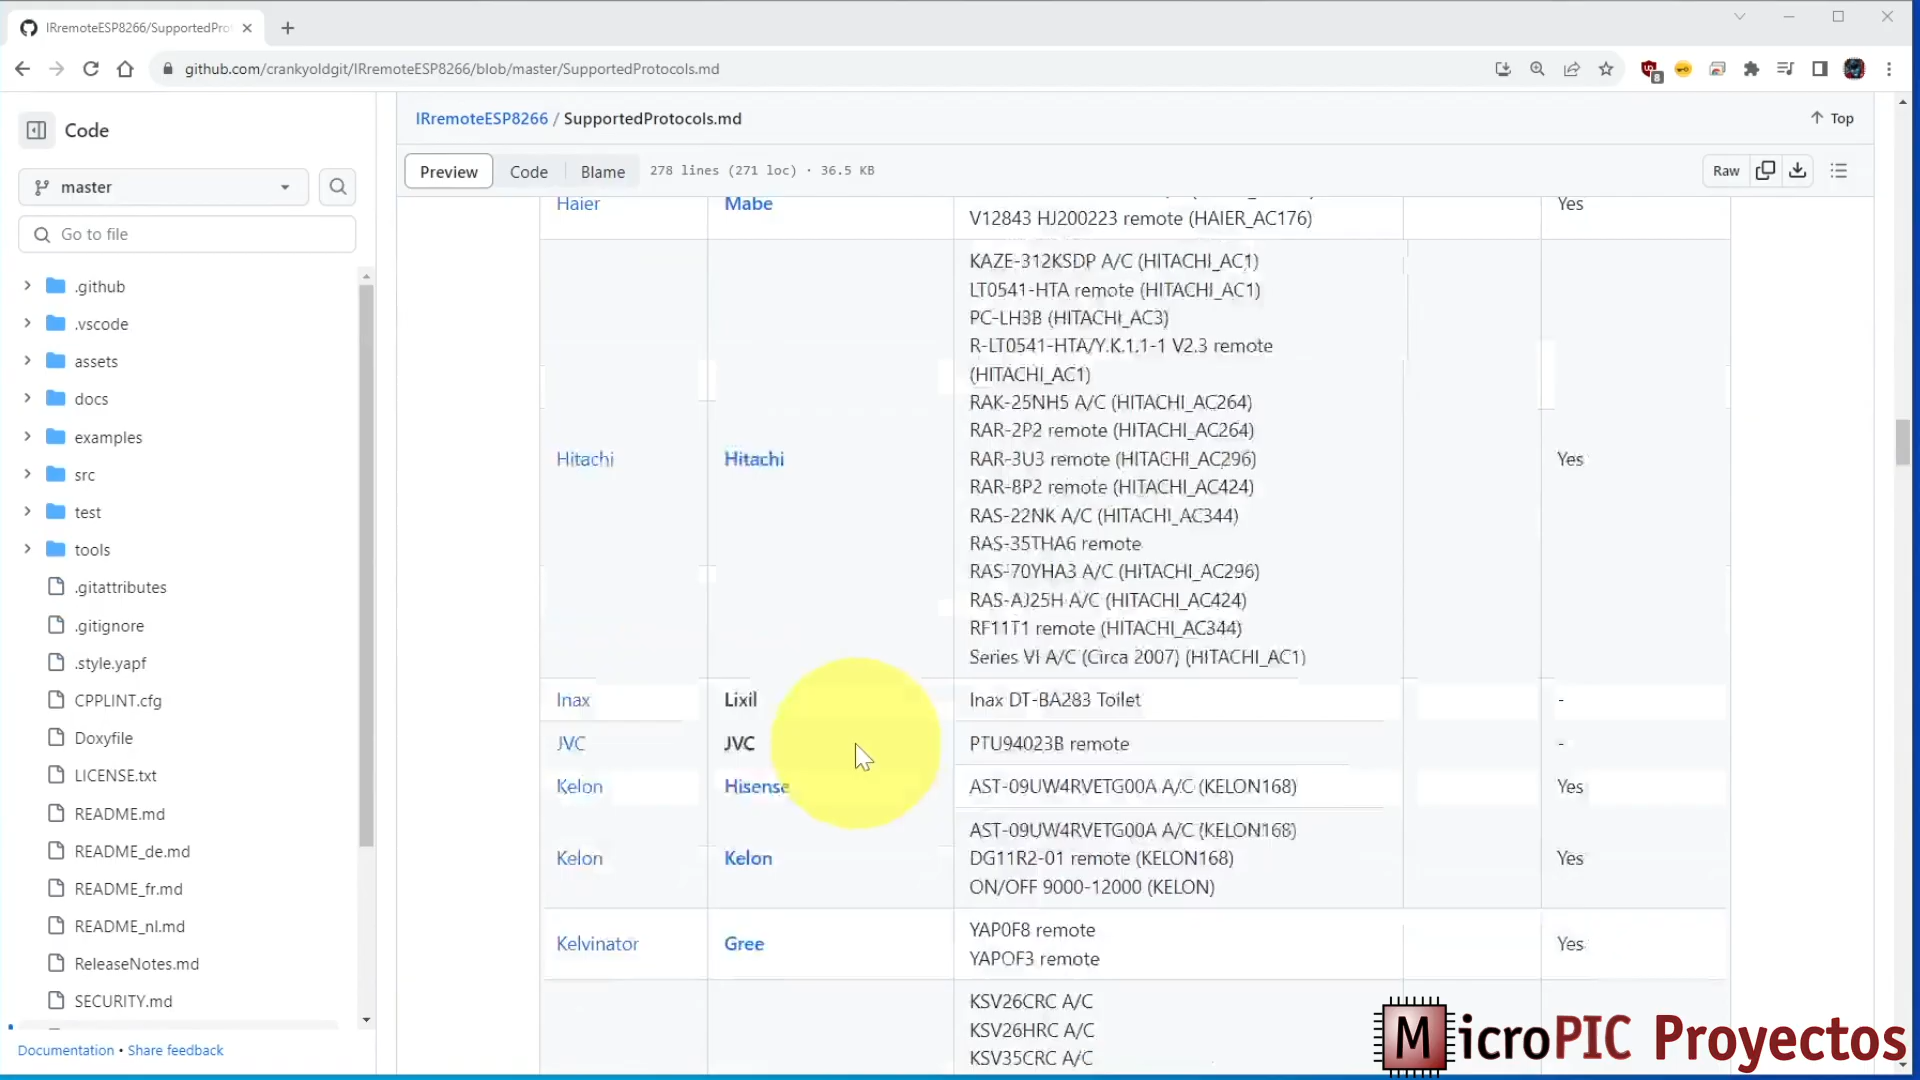 IRremoteESP8266/SupportedPro
github.com/crankyoldgit/IRremoteESP8266/blob/master/SupportedProtocols.md
8
Code
IRremoteESP8266 / SupportedProtocols.md
Top
master
Preview
Code
Blame
278 lines (271 loc) · 36.5 KB
Raw
Go to file
.github
.vscode
assets
docs
examples
src
test
tools
.gitattributes
.gitignore
.style.yapf
CPPLINT.cfg
Doxyfile
LICENSE.txt
README.md
README_de.md
README_fr.md
README_nl.md
ReleaseNotes.md
SECURITY.md
Documentation • Share feedback
Haier
Mabe
V12843 HJ200223 remote (HAIER_AC176)
Yes
Hitachi
Hitachi
KAZE-312KSDP A/C (HITACHI_AC1)
LT0541-HTA remote (HITACHI_AC1)
PC-LH3B (HITACHI_AC3)
R-LT0541-HTA/Y.K.1.1-1 V2.3 remote
(HITACHI_AC1)
RAK-25NH5 A/C (HITACHI_AC264)
RAR-2P2 remote (HITACHI_AC264)
RAR-3U3 remote (HITACHI_AC296)
RAR-8P2 remote (HITACHI_AC424)
RAS-22NK A/C (HITACHI_AC344)
RAS-35THA6 remote
RAS-70YHA3 A/C (HITACHI_AC296)
RAS-AJ25H A/C (HITACHI_AC424)
RF11T1 remote (HITACHI_AC344)
Series VI A/C (Circa 2007) (HITACHI_AC1)
Yes
Inax
Lixil
Inax DT-BA283 Toilet
-
JVC
JVC
PTU94023B remote
-
Kelon
Hisense
AST-09UW4RVETG00A A/C (KELON168)
Yes
Kelon
Kelon
AST-09UW4RVETG00A A/C (KELON168)
DG11R2-01 remote (KELON168)
ON/OFF 9000-12000 (KELON)
Yes
Kelvinator
Gree
YAP0F8 remote
YAPOF3 remote
Yes
KSV26CRC A/C
KSV26HRC A/C
KSV35CRC A/C
MicroPIC Proyectos